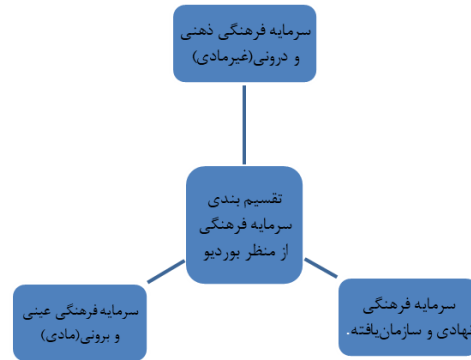 سرمایه فرهنگی ذهنی
و درونی(غیرمادی)
تقسیم بندی
سرمایه فرهنگی
از منظر بوردیو
سرمایه فرهنگی
نهادی و سازمان‌یافته.
سرمایه فرهنگی عینی
و برونی(مادی)